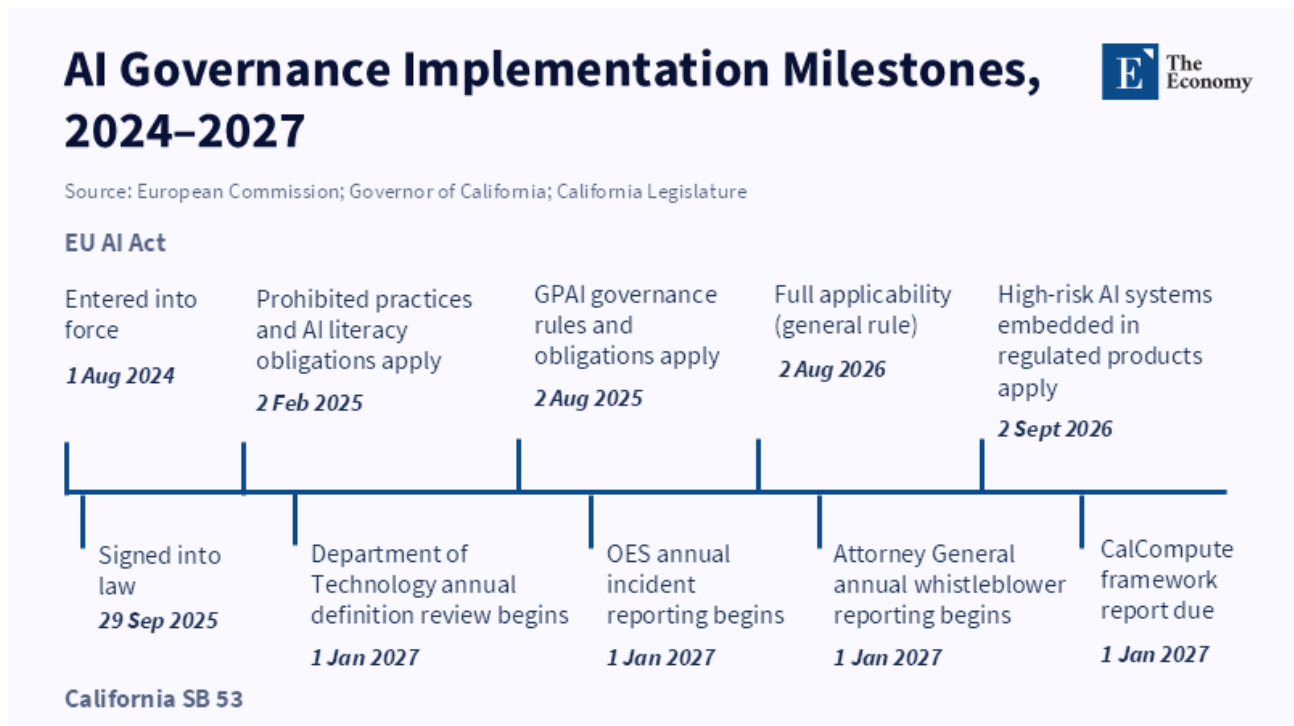 AI Governance Implementation Milestones,
2024–2027
E
The
Economy
Source: European Commission; Governor of California; California Legislature
EU AI Act
Entered into
force
1 Aug 2024
Prohibited practices
and AI literacy
obligations apply
2 Feb 2025
GPAI governance
rules and
obligations apply
2 Aug 2025
Full applicability
(general rule)
2 Aug 2026
High-risk AI systems
embedded in
regulated products
apply
2 Sept 2026
Signed into
law
29 Sep 2025
Department of
Technology annual
definition review begins
1 Jan 2027
OES annual
incident
reporting begins
1 Jan 2027
Attorney General
annual whistleblower
reporting begins
1 Jan 2027
CalCompute
framework
report due
1 Jan 2027
California SB 53